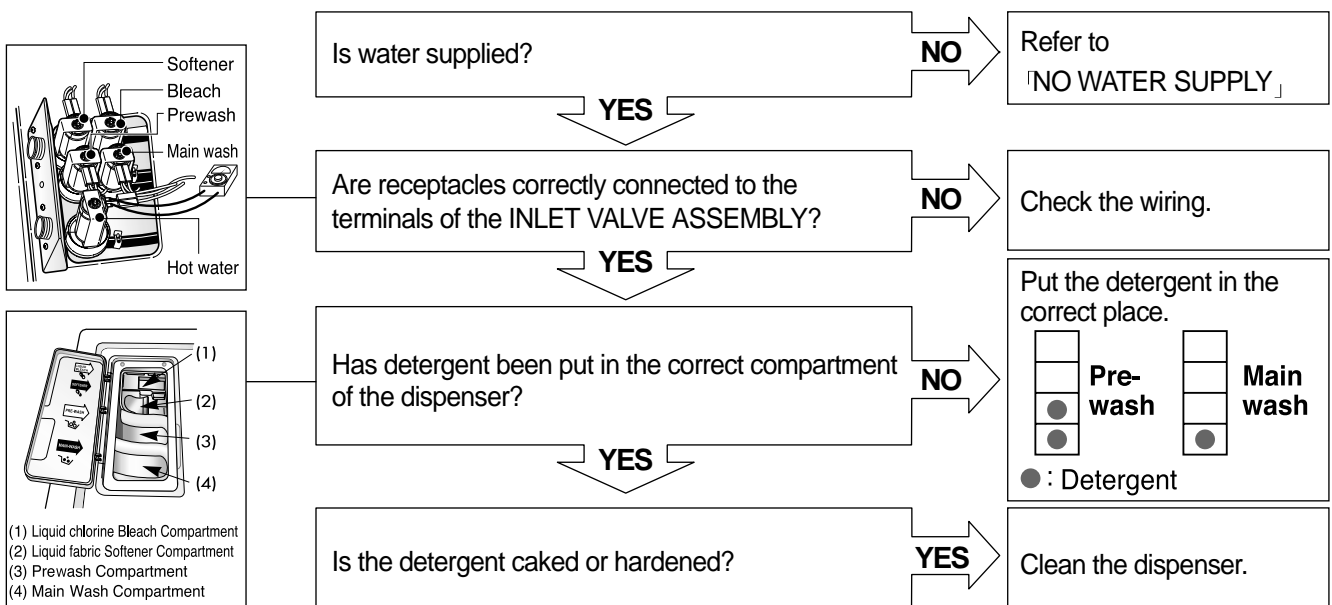 Softener
Bleach
Prewash
Main wash
Hot water
Is water supplied?
NO
Refer to
「NO WATER SUPPLY」
YES
Are receptacles correctly connected to the
terminals of the INLET VALVE ASSEMBLY?
NO
Check the wiring.
YES
(1)
(2)
(3)
(4)
PRE-WASH
MAIN WASH
(1) Liquid chlorine Bleach Compartment
(2) Liquid fabric Softener Compartment
(3) Prewash Compartment
(4) Main Wash Compartment
Has detergent been put in the correct compartment
of the dispenser?
NO
Put the detergent in the
correct place.
Pre-
wash
Main
wash
: Detergent
YES
Is the detergent caked or hardened?
YES
Clean the dispenser.